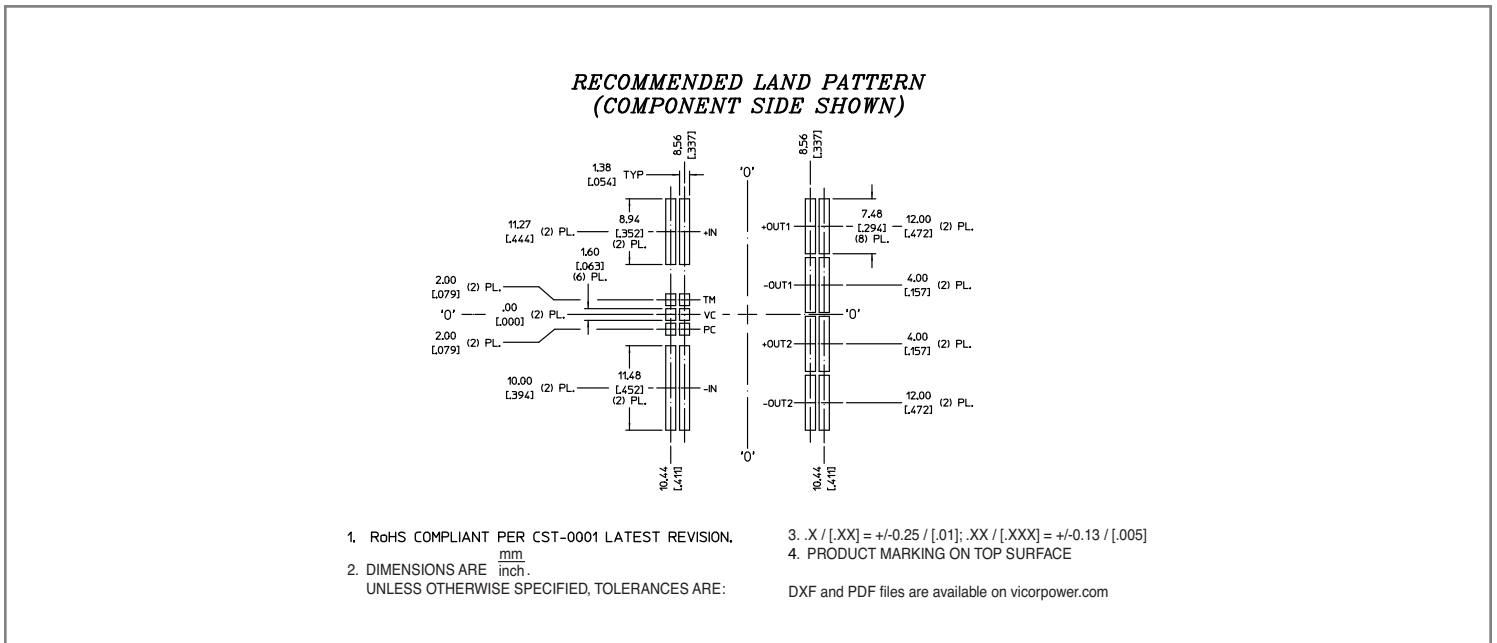 RECOMMENDED LAND PATTERN
(COMPONENT SIDE SHOWN)
8.56
[.337]
8.56
[.337]
1.38
[.054]
TYP
'0'
11.27
[.444]
(2) PL.
8.94
[.352]
(2) PL.
+IN
+OUT1
7.48
[.294]
(8) PL.
12.00
[.472]
(2) PL.
1.60
[.063]
(6) PL.
2.00
[.079]
(2) PL.
TM
-OUT1
4.00
[.157]
(2) PL.
'0'
.00
[.000]
(2) PL.
VC
'0'
2.00
[.079]
(2) PL.
PC
+OUT2
4.00
[.157]
(2) PL.
10.00
[.394]
(2) PL.
11.48
[.452]
(2) PL.
-IN
-OUT2
12.00
[.472]
(2) PL.
'0'
10.44
[.411]
10.44
[.411]
1. RoHS COMPLIANT PER CST-0001 LATEST REVISION.
2. DIMENSIONS ARE mm
inch.
UNLESS OTHERWISE SPECIFIED, TOLERANCES ARE:
3. .X / [.XX] = +/-0.25 / [.01]; .XX / [.XXX] = +/-0.13 / [.005]
4. PRODUCT MARKING ON TOP SURFACE
DXF and PDF files are available on vicorpower.com